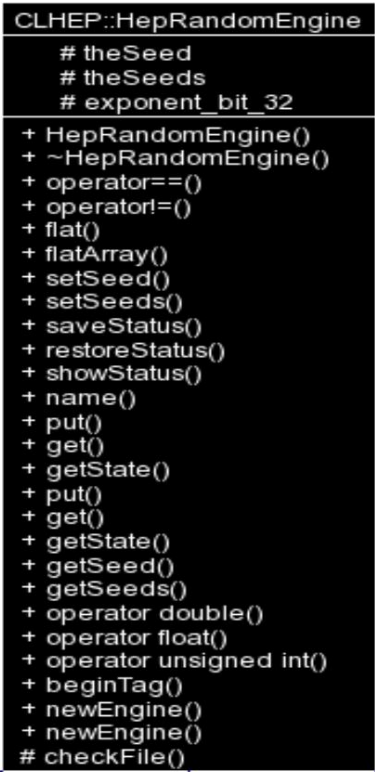 CLHEP::HepRandomEngine
# theSeed
# theSeeds
# exponent_bit_32
+ HepRandomEngine()
+ ~HepRandomEngine()
+ operator==()
+ operator!=()
+ flat()
+ flatArray()
+ setSeed()
+ setSeeds()
+ saveStatus()
+ restoreStatus()
+ showStatus()
+ name()
+ put()
+ get()
+ getState()
+ put()
+ get()
+ getState()
+ getSeed()
+ getSeeds()
+ operator double()
+ operator float()
+ operator unsigned int()
+ beginTag()
+ newEngine()
+ newEngine()
# checkFile()